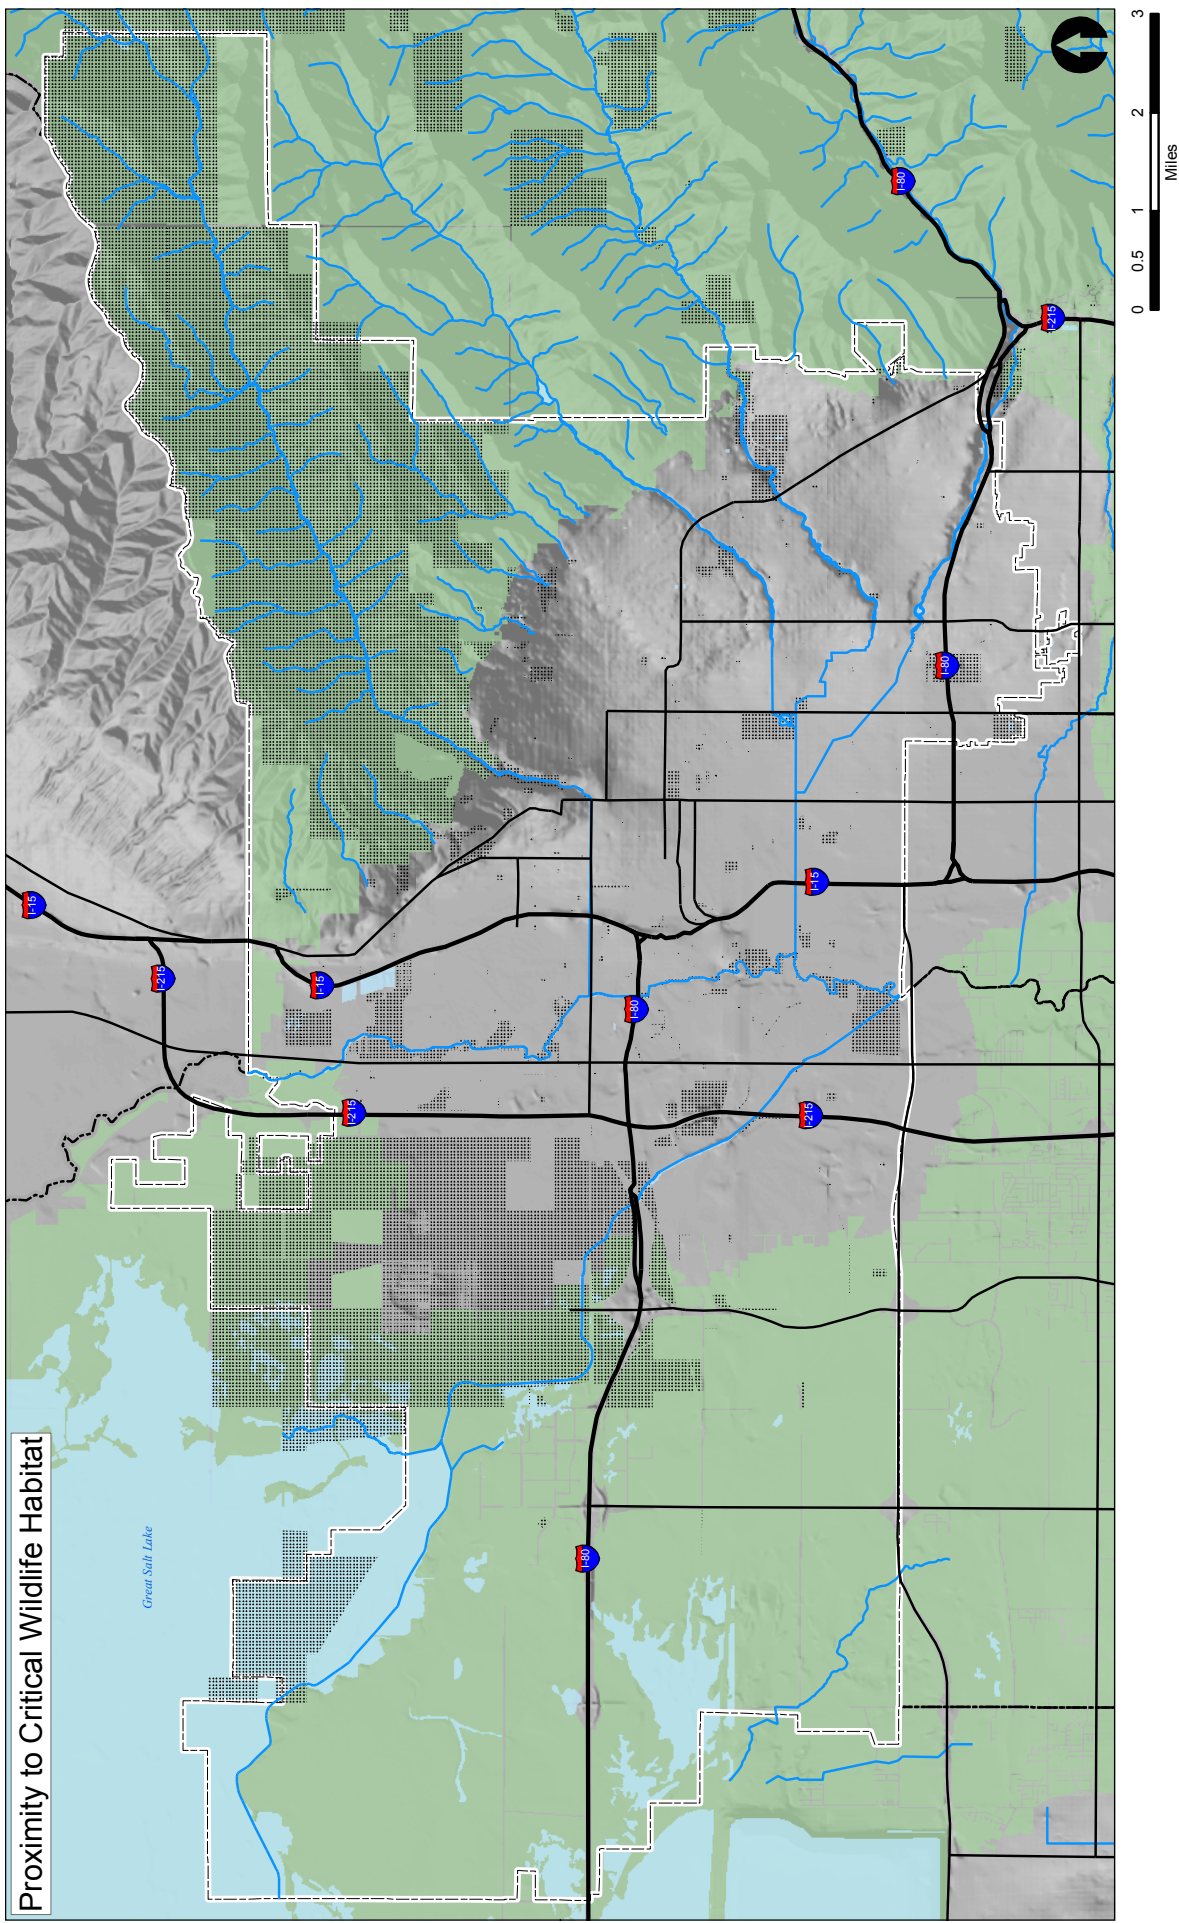 Proximity to Critical Wildlife Habitat
Great Salt Lake
I-15
I-215
I-15
I-215
I-80
I-80
I-15
I-215
I-80
I-80
I-215
0 0.5 1 2 3
Miles